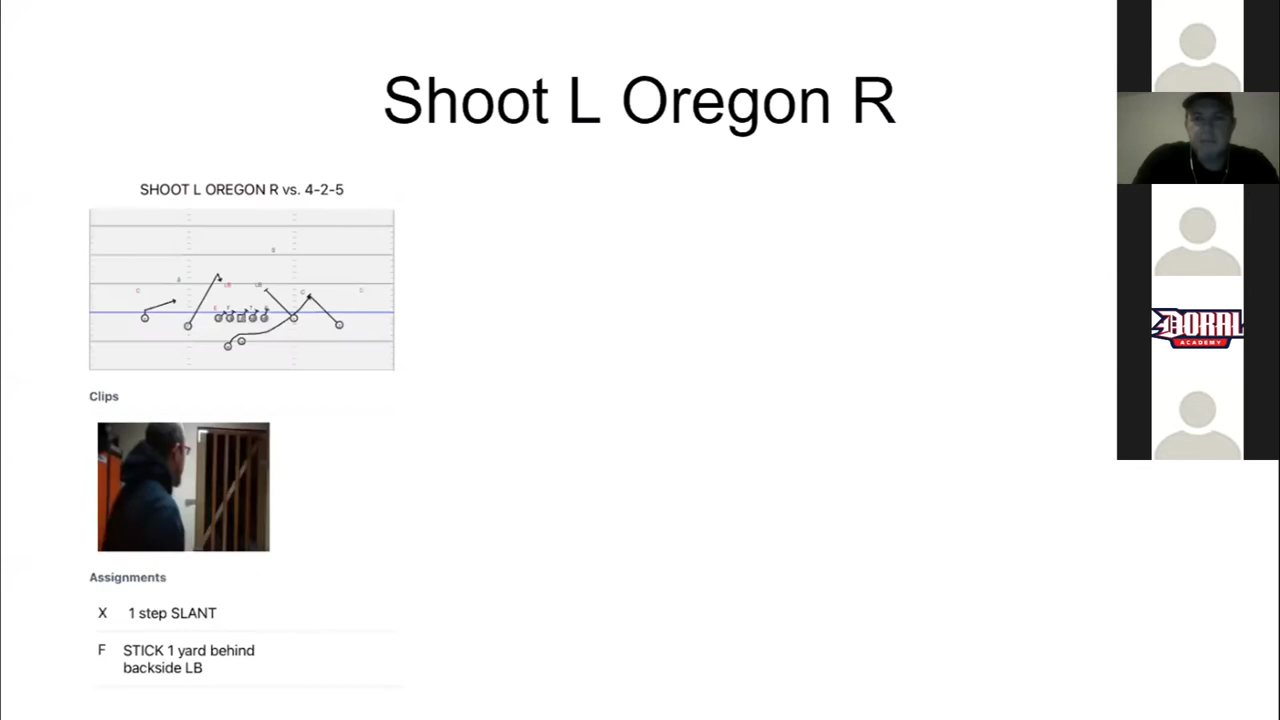 Shoot L Oregon R
SHOOT L OREGON R vs. 4-2-5
Clips
Assignments
X 1 step SLANT
F STICK 1 yard behind
backside LB
DORAL
ACADEMY